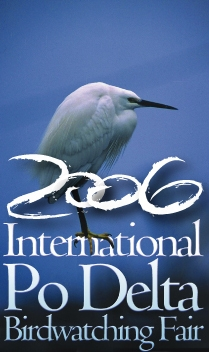 2006
International
Po Delta
Birdwatching Fair